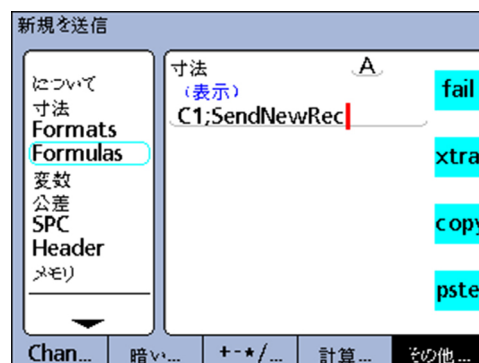 新規を送信
について
寸法
Formats
Formulas
変数
公差
SPC
Header
メモリ
寸法
A
(表示)
C1;SendNewRec
fail
xtra
copy
pste
Chan...
暗い...
+-*/...
計算...
その他...